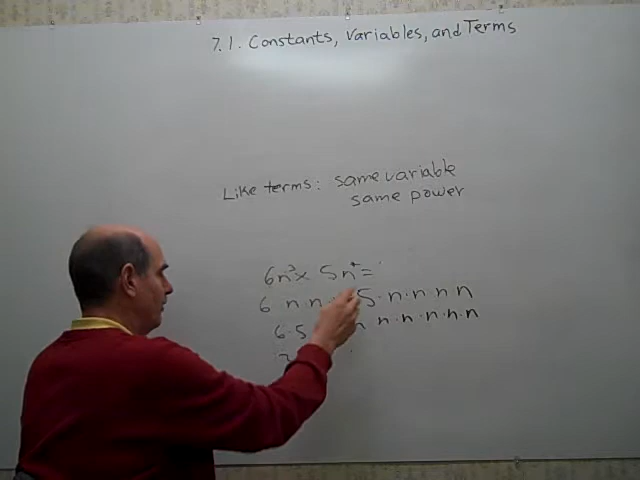 7.1. Constants, Variables, and Terms
Like terms: same variable
same power
6n³ × 5n⁴ =
6 n·n· 5·n·n·n·n
6·5 n n·n·n·n·n